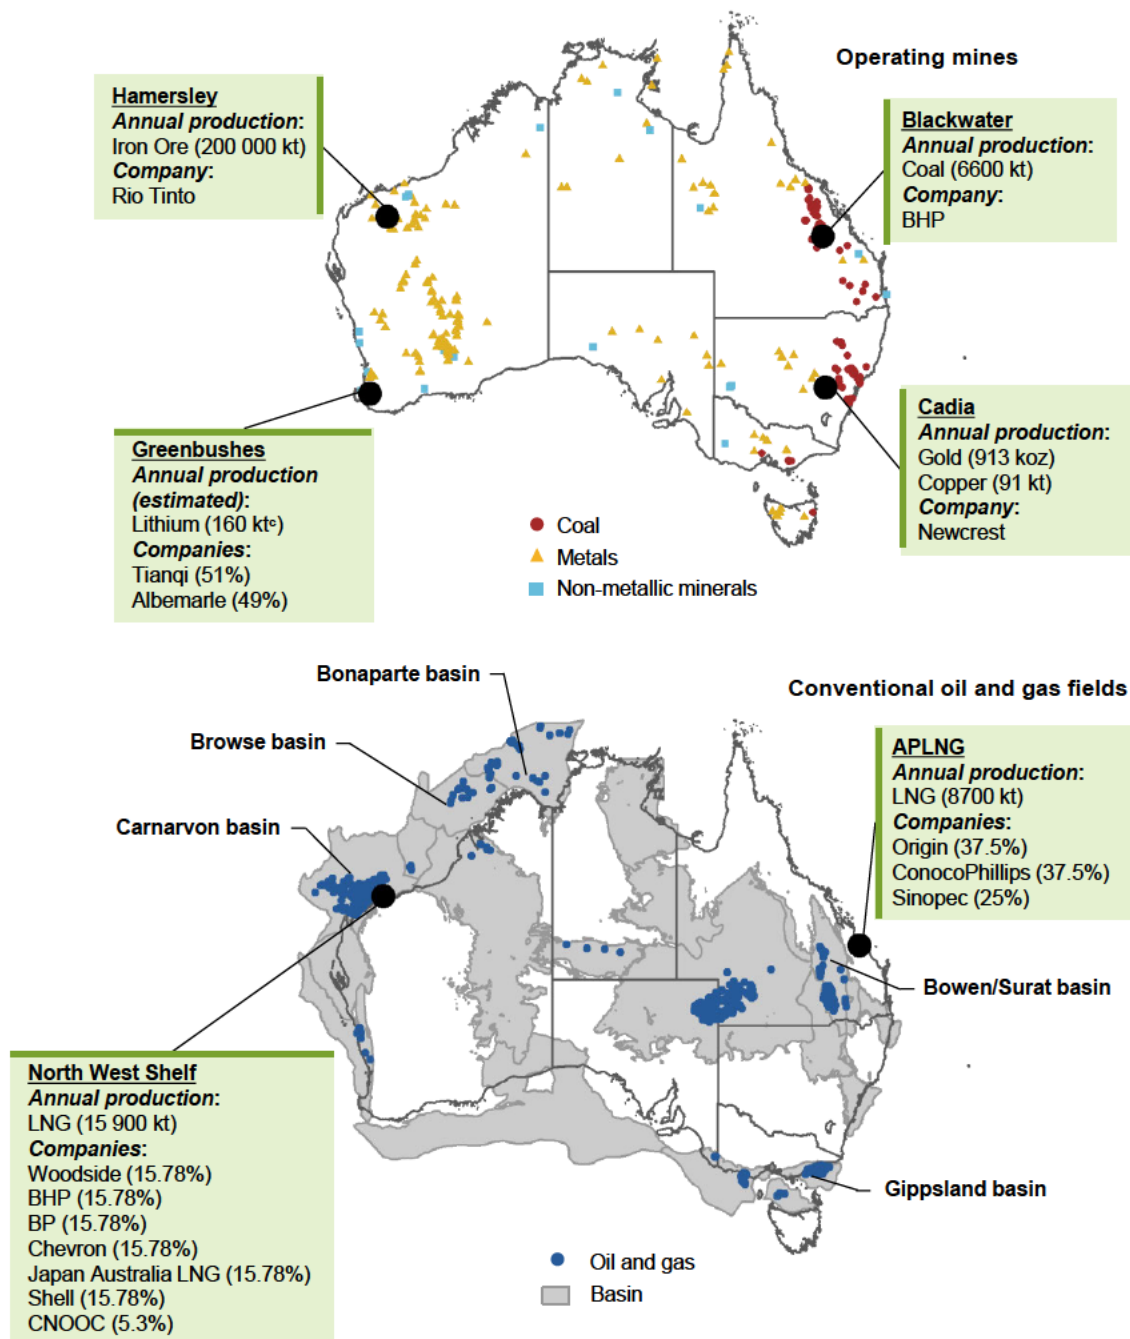 Operating mines
Hamersley
Annual production:
Iron Ore (200 000 kt)
Company:
Rio Tinto
Blackwater
Annual production:
Coal (6600 kt)
Company:
BHP
Greenbushes
Annual production
(estimated):
Lithium (160 ktᶜ)
Companies:
Tianqi (51%)
Albemarle (49%)
Cadia
Annual production:
Gold (913 koz)
Copper (91 kt)
Company:
Newcrest
Coal
Metals
Non-metallic minerals
Conventional oil and gas fields
Bonaparte basin
Browse basin
Carnarvon basin
APLNG
Annual production:
LNG (8700 kt)
Companies:
Origin (37.5%)
ConocoPhillips (37.5%)
Sinopec (25%)
Bowen/Surat basin
North West Shelf
Annual production:
LNG (15 900 kt)
Companies:
Woodside (15.78%)
BHP (15.78%)
BP (15.78%)
Chevron (15.78%)
Japan Australia LNG (15.78%)
Shell (15.78%)
CNOOC (5.3%)
Gippsland basin
Oil and gas
Basin